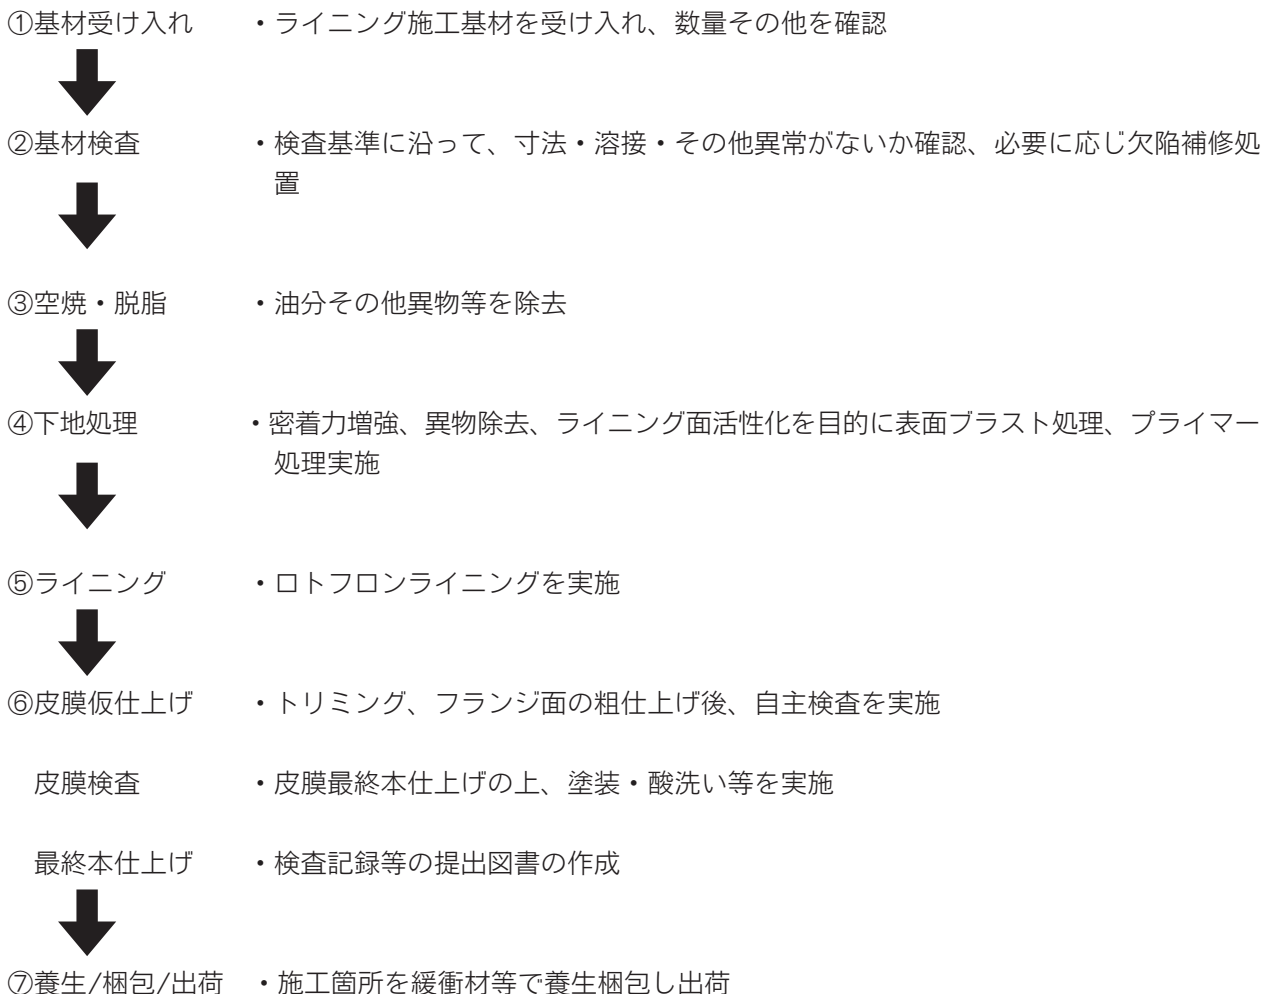 ①基材受け入れ ・ライニング施工基材を受け入れ、数量その他を確認
②基材検査 ・検査基準に沿って、寸法・溶接・その他異常がないか確認、必要に応じ欠陥補修処
置
③空焼・脱脂 ・油分その他異物等を除去
④下地処理 ・密着力増強、異物除去、ライニング面活性化を目的に表面ブラスト処理、プライマー
処理実施
⑤ライニング ・ロトフロンライニングを実施
⑥皮膜仮仕上げ ・トリミング、フランジ面の粗仕上げ後、自主検査を実施
皮膜検査 ・皮膜最終本仕上げの上、塗装・酸洗い等を実施
最終本仕上げ ・検査記録等の提出図書の作成
⑦養生/梱包/出荷 ・施工箇所を緩衝材等で養生梱包し出荷